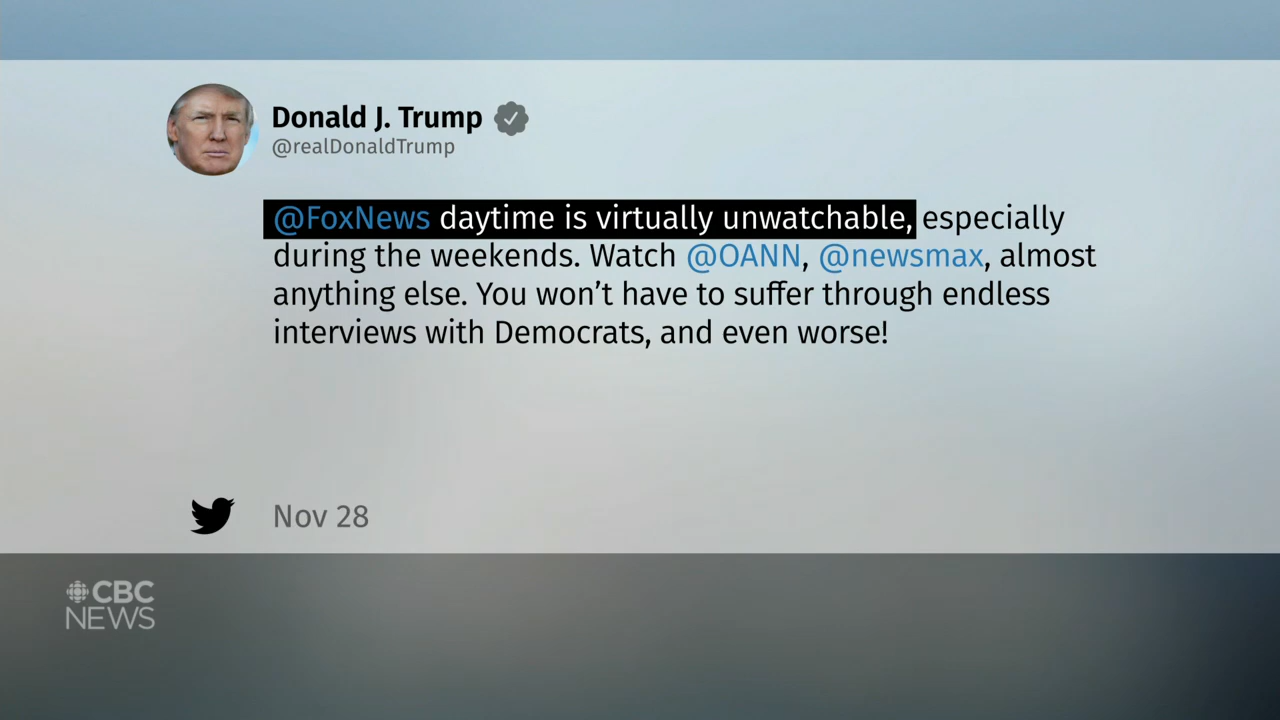 Donald J. Trump
@realDonaldTrump
@FoxNews daytime is virtually unwatchable, especially
during the weekends. Watch @OANN, @newsmax, almost
anything else. You won’t have to suffer through endless
interviews with Democrats, and even worse!
Nov 28
CBC
NEWS